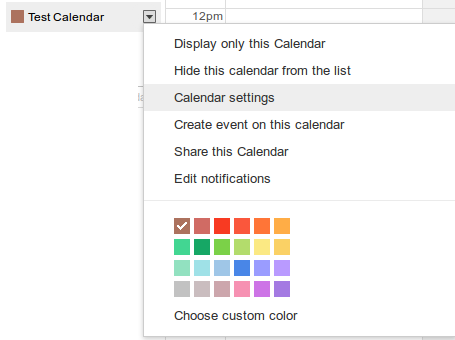 Test Calendar
12pm
Display only this Calendar
Hide this calendar from the list
Calendar settings
Create event on this calendar
Share this Calendar
Edit notifications
Choose custom color